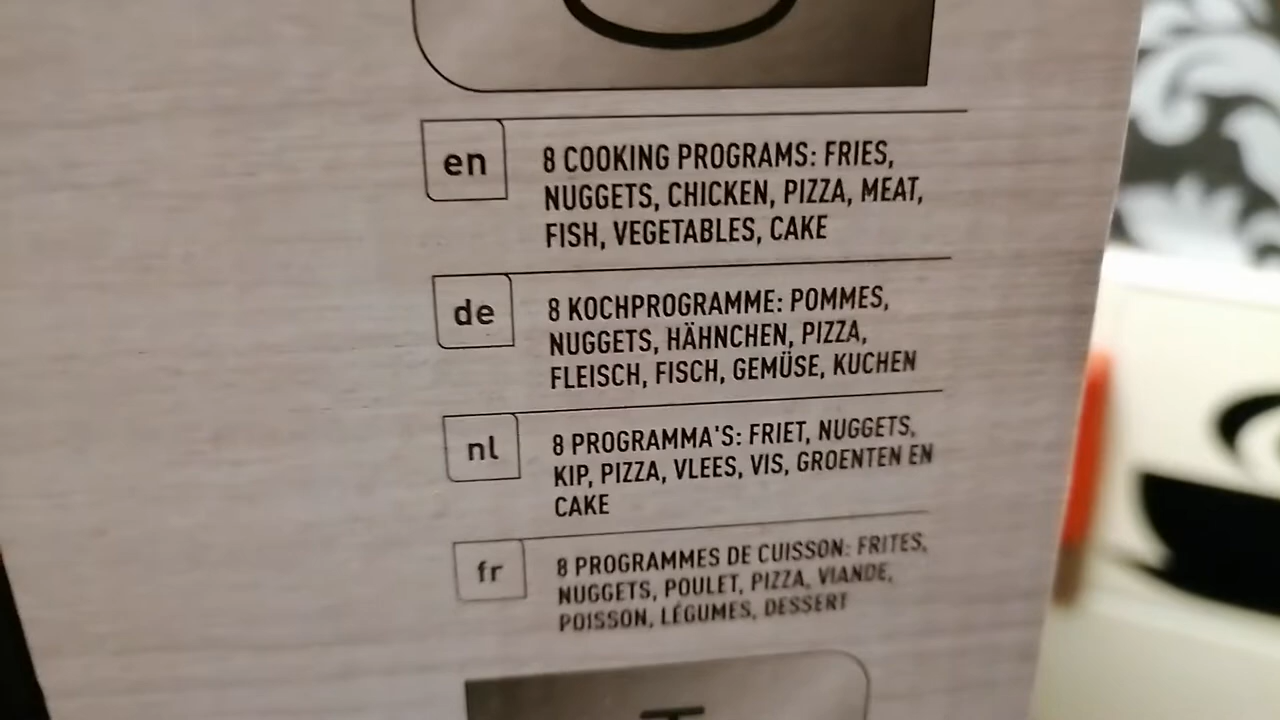 en
8 COOKING PROGRAMS: FRIES,
NUGGETS, CHICKEN, PIZZA, MEAT,
FISH, VEGETABLES, CAKE
de
8 KOCHPROGRAMME: POMMES,
NUGGETS, HÄHNCHEN, PIZZA,
FLEISCH, FISCH, GEMÜSE, KUCHEN
nl
8 PROGRAMMA'S: FRIET, NUGGETS,
KIP, PIZZA, VLEES, VIS, GROENTEN EN
CAKE
fr
8 PROGRAMMES DE CUISSON: FRITES,
NUGGETS, POULET, PIZZA, VIANDE,
POISSON, LÉGUMES, DESSERT